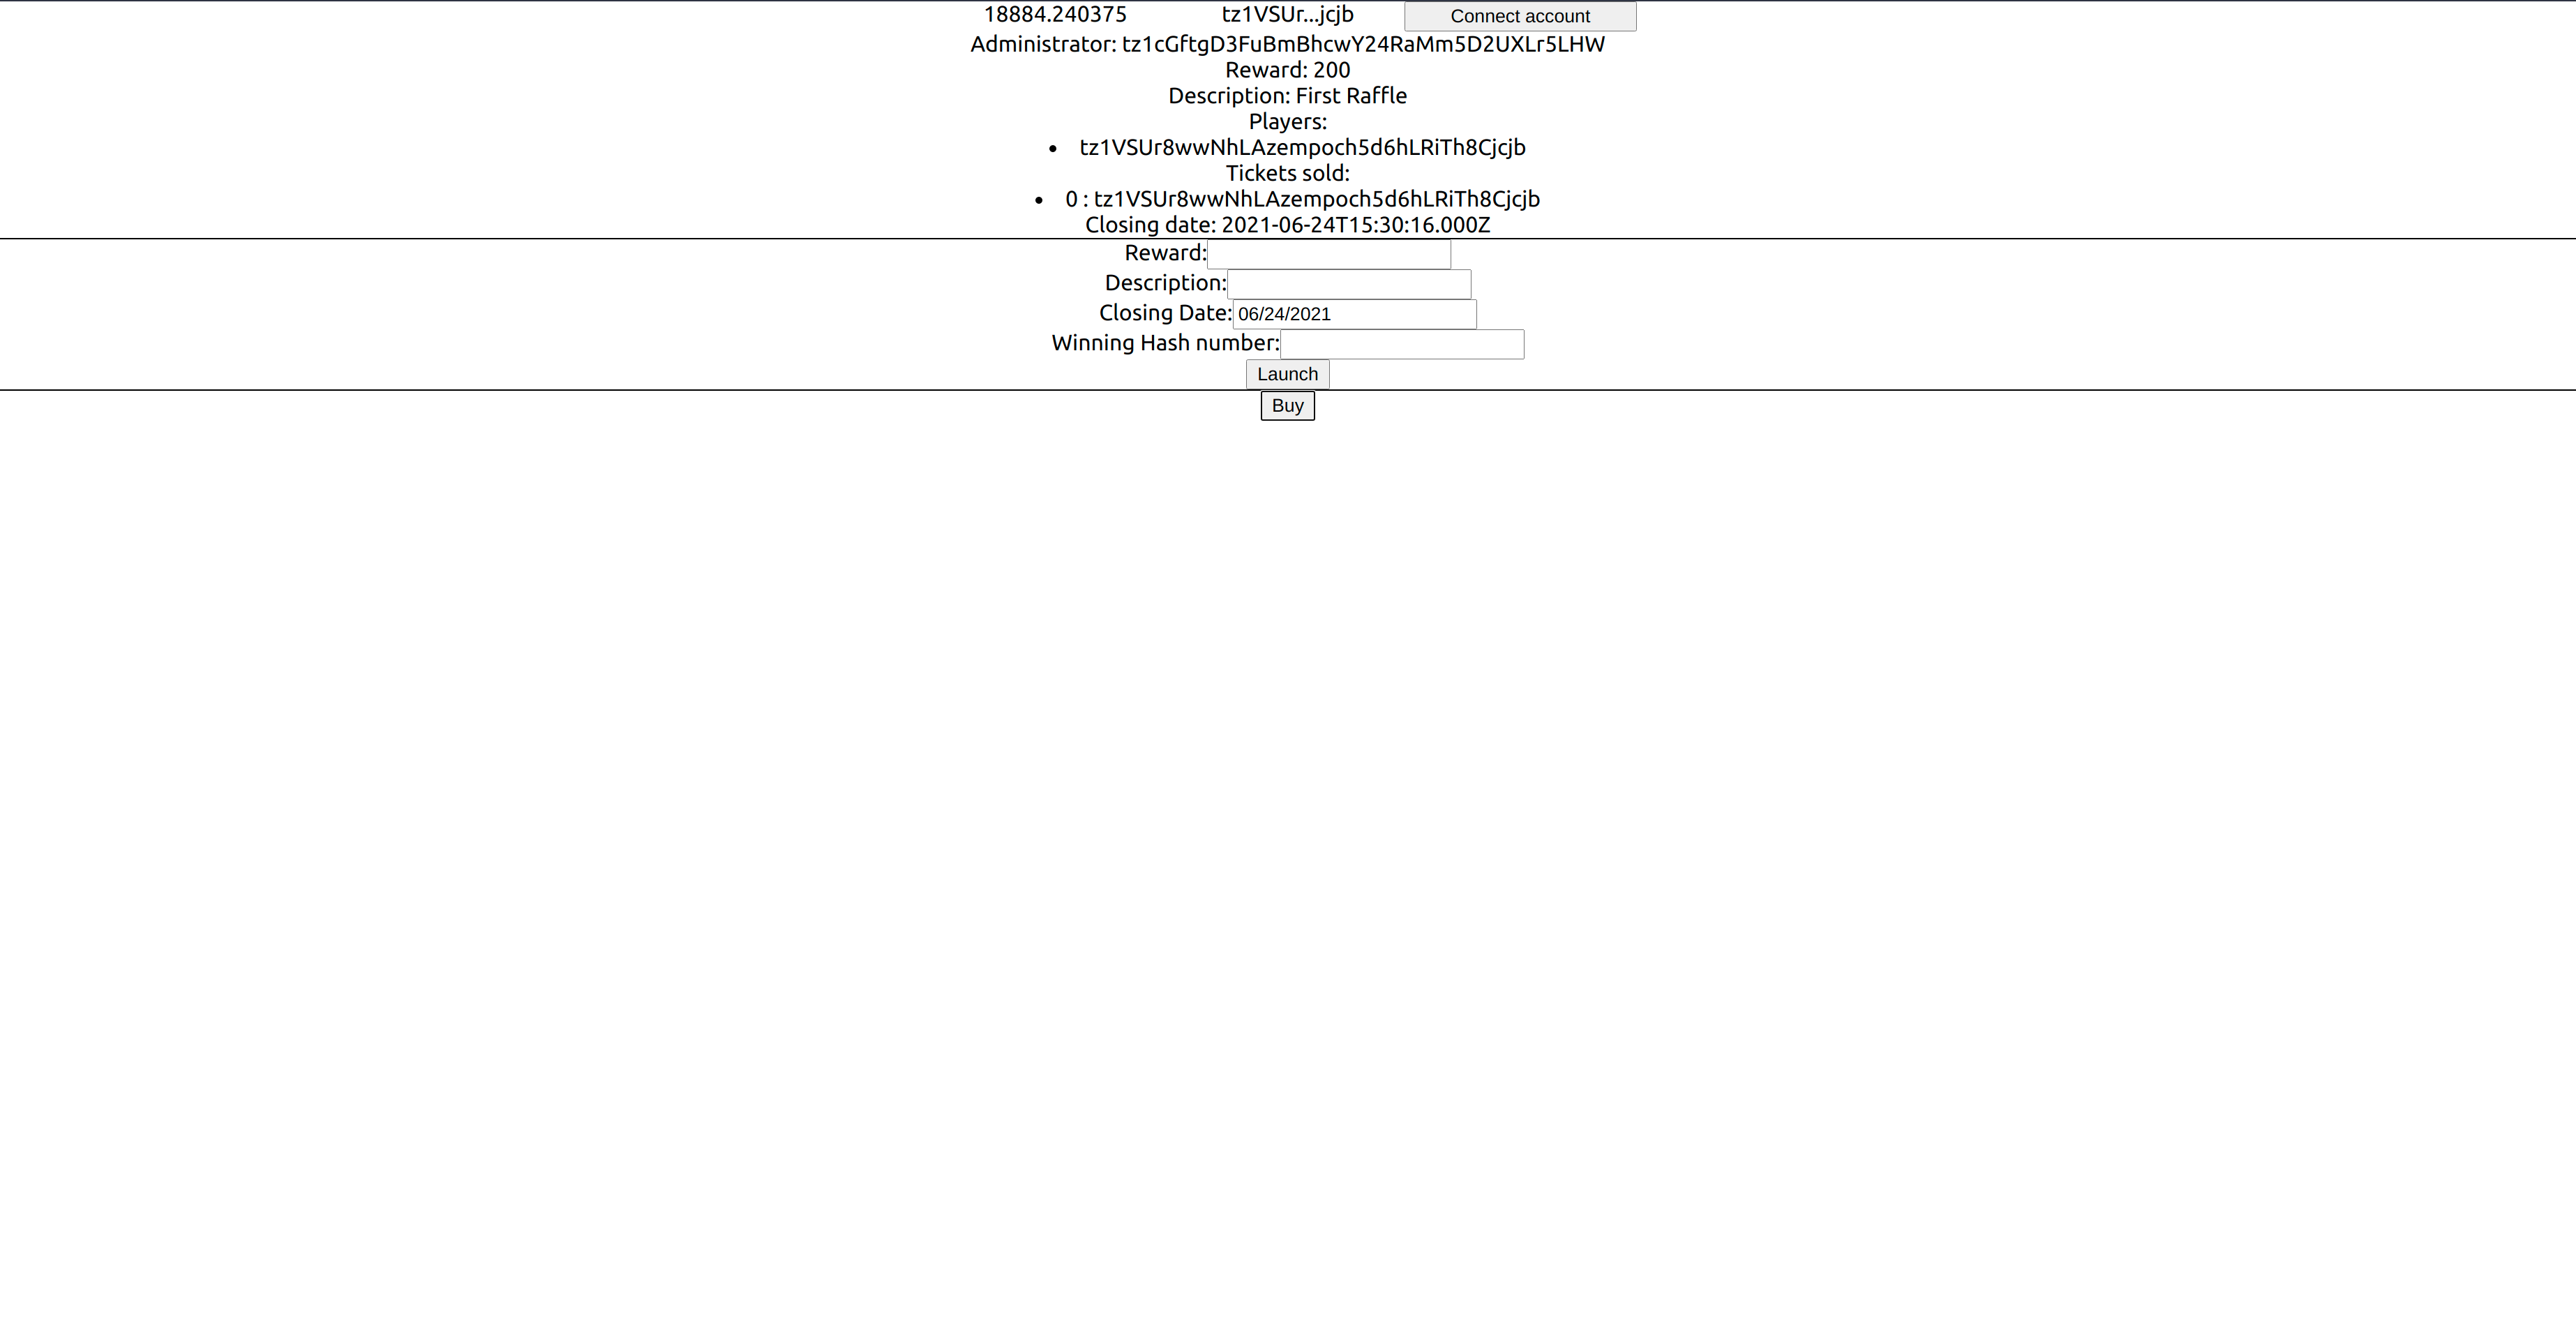 18884.240375 tz1VSUr...jcjb Connect account
Administrator: tz1cGftgD3FuBmBhcwY24RaMm5D2UXLr5LHW
Reward: 200
Description: First Raffle
Players:
• tz1VSUr8wwNhLAzempoch5d6hLRiTh8Cjcjb
Tickets sold:
• 0 : tz1VSUr8wwNhLAzempoch5d6hLRiTh8Cjcjb
Closing date: 2021-06-24T15:30:16.000Z
Reward:
Description:
Closing Date: 06/24/2021
Winning Hash number:
Launch
Buy